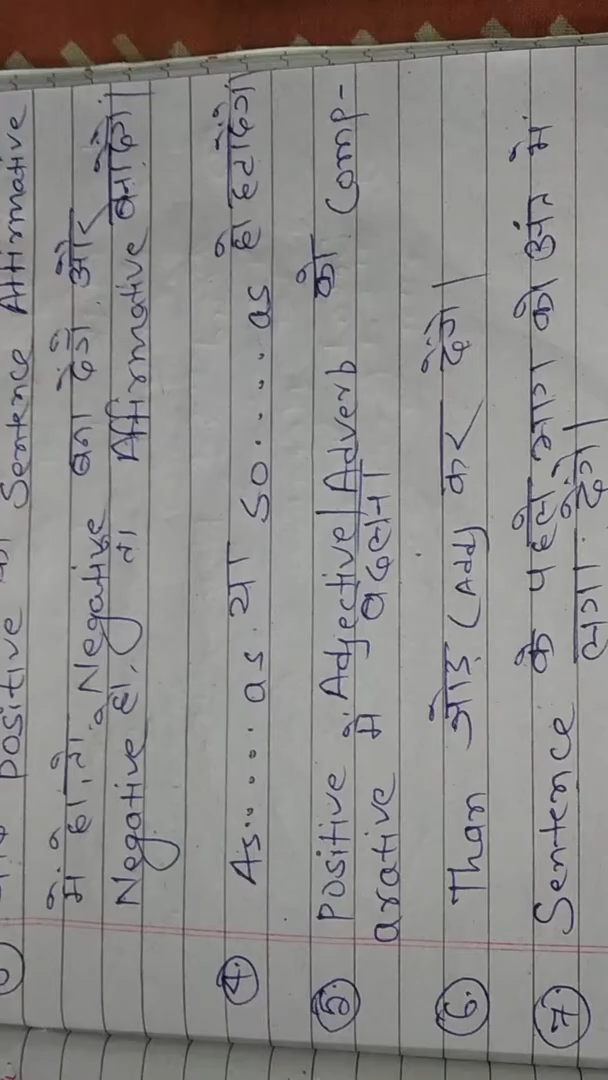 Positive का Sentence Affirmative
में हो, तो Negative बना देंगे और
Negative हो, तो Affirmative बनादेंगे।
4. As...... as या so...... as हो हटादेंगे
5. Positive Adjective/Adverb को Comp-
arative में बदलना।
6. Than जोड़ (Add) कर देंगे।
7. Sentence के पहले भाग को अंत में
लगा देंगे।